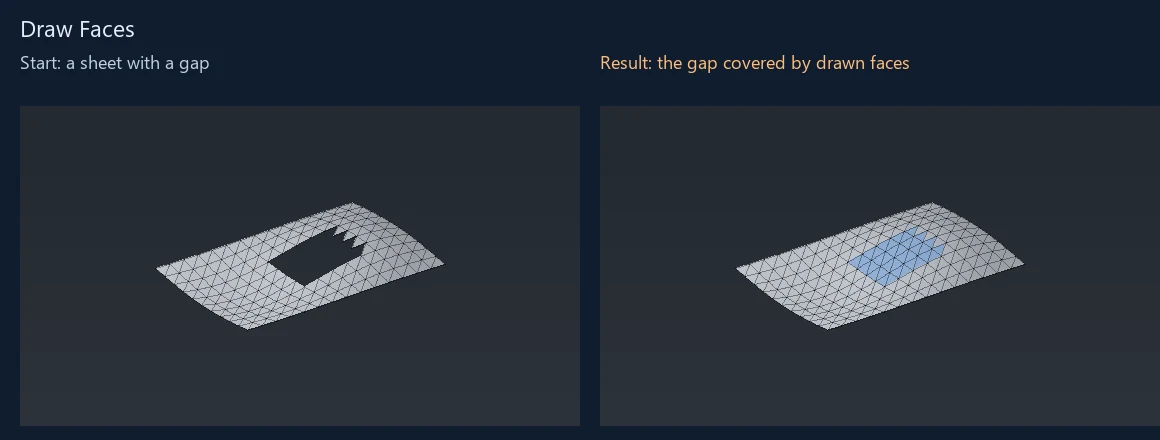 Draw Faces
Start: a sheet with a gap
Result: the gap covered by drawn faces